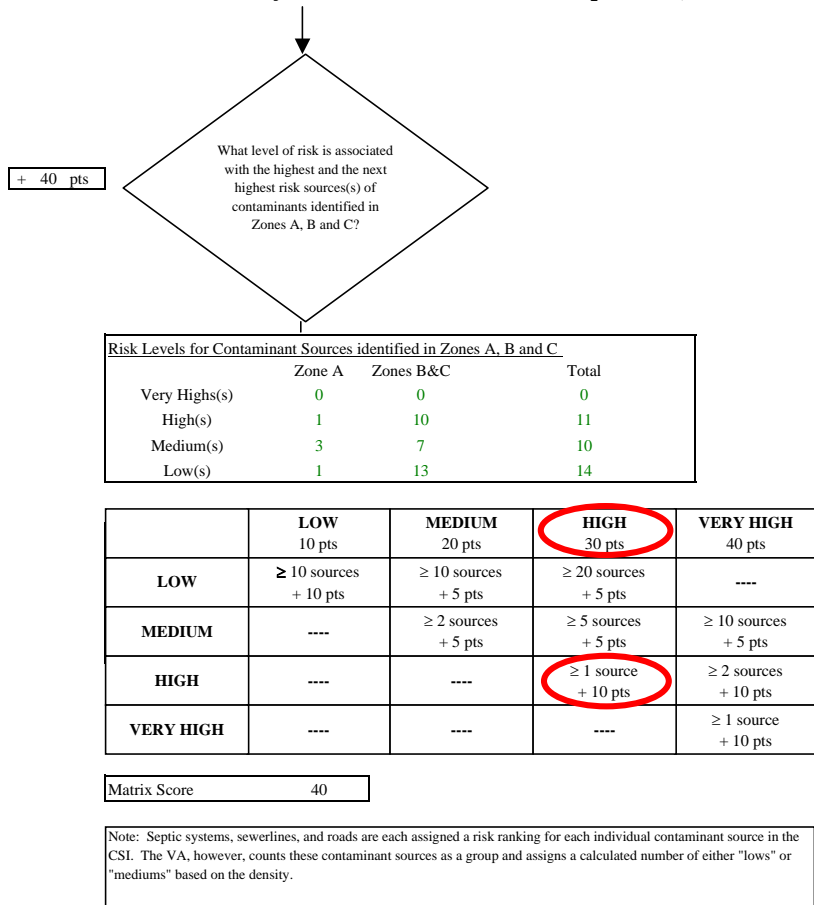 What level of risk is associated
with the highest and the next
highest risk sources(s) of
contaminants identified in
Zones A, B and C?
+ 40 pts
Risk Levels for Contaminant Sources identified in Zones A, B and C
Zone A Zones B&C Total
Very Highs(s) 0 0 0
High(s) 1 10 11
Medium(s) 3 7 10
Low(s) 1 13 14
LOW MEDIUM HIGH VERY HIGH
10 pts 20 pts 30 pts 40 pts
LOW ≥ 10 sources + 10 pts ≥ 10 sources + 5 pts ≥ 20 sources + 5 pts ----
MEDIUM ---- ≥ 2 sources + 5 pts ≥ 5 sources + 5 pts ≥ 10 sources + 5 pts
HIGH ---- ---- ≥ 1 source + 10 pts ≥ 2 sources + 10 pts
VERY HIGH ---- ---- ---- ≥ 1 source + 10 pts
Matrix Score 40
Note: Septic systems, sewerlines, and roads are each assigned a risk ranking for each individual contaminant source in the
CSI. The VA, however, counts these contaminant sources as a group and assigns a calculated number of either "lows" or
"mediums" based on the density.